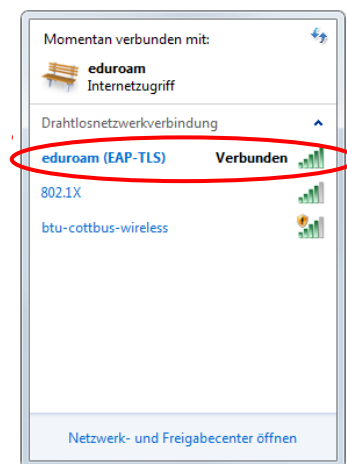 Momentan verbunden mit:
eduroam
Internetzugriff
Drahtlosnetzwerkverbindung
eduroam (EAP-TLS) Verbunden
802.1X
btu-cottbus-wireless
Netzwerk- und Freigabecenter öffnen